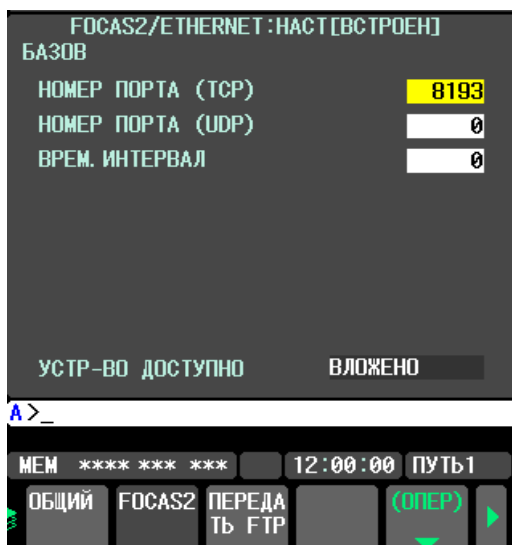 FOCAS2/ETHERNET:НАСТ[ВСТРОЕН]
БАЗОВ
НОМЕР ПОРТА (TCP) 8193
НОМЕР ПОРТА (UDP) 0
ВРЕМ. ИНТЕРВАЛ 0
УСТР-ВО ДОСТУПНО ВЛОЖЕНО
A>_
MEM **** *** *** 12:00:00 ПУТЬ1
ОБЩИЙ FOCAS2 ПЕРЕДА (ОПЕР)
ТЬ FTP